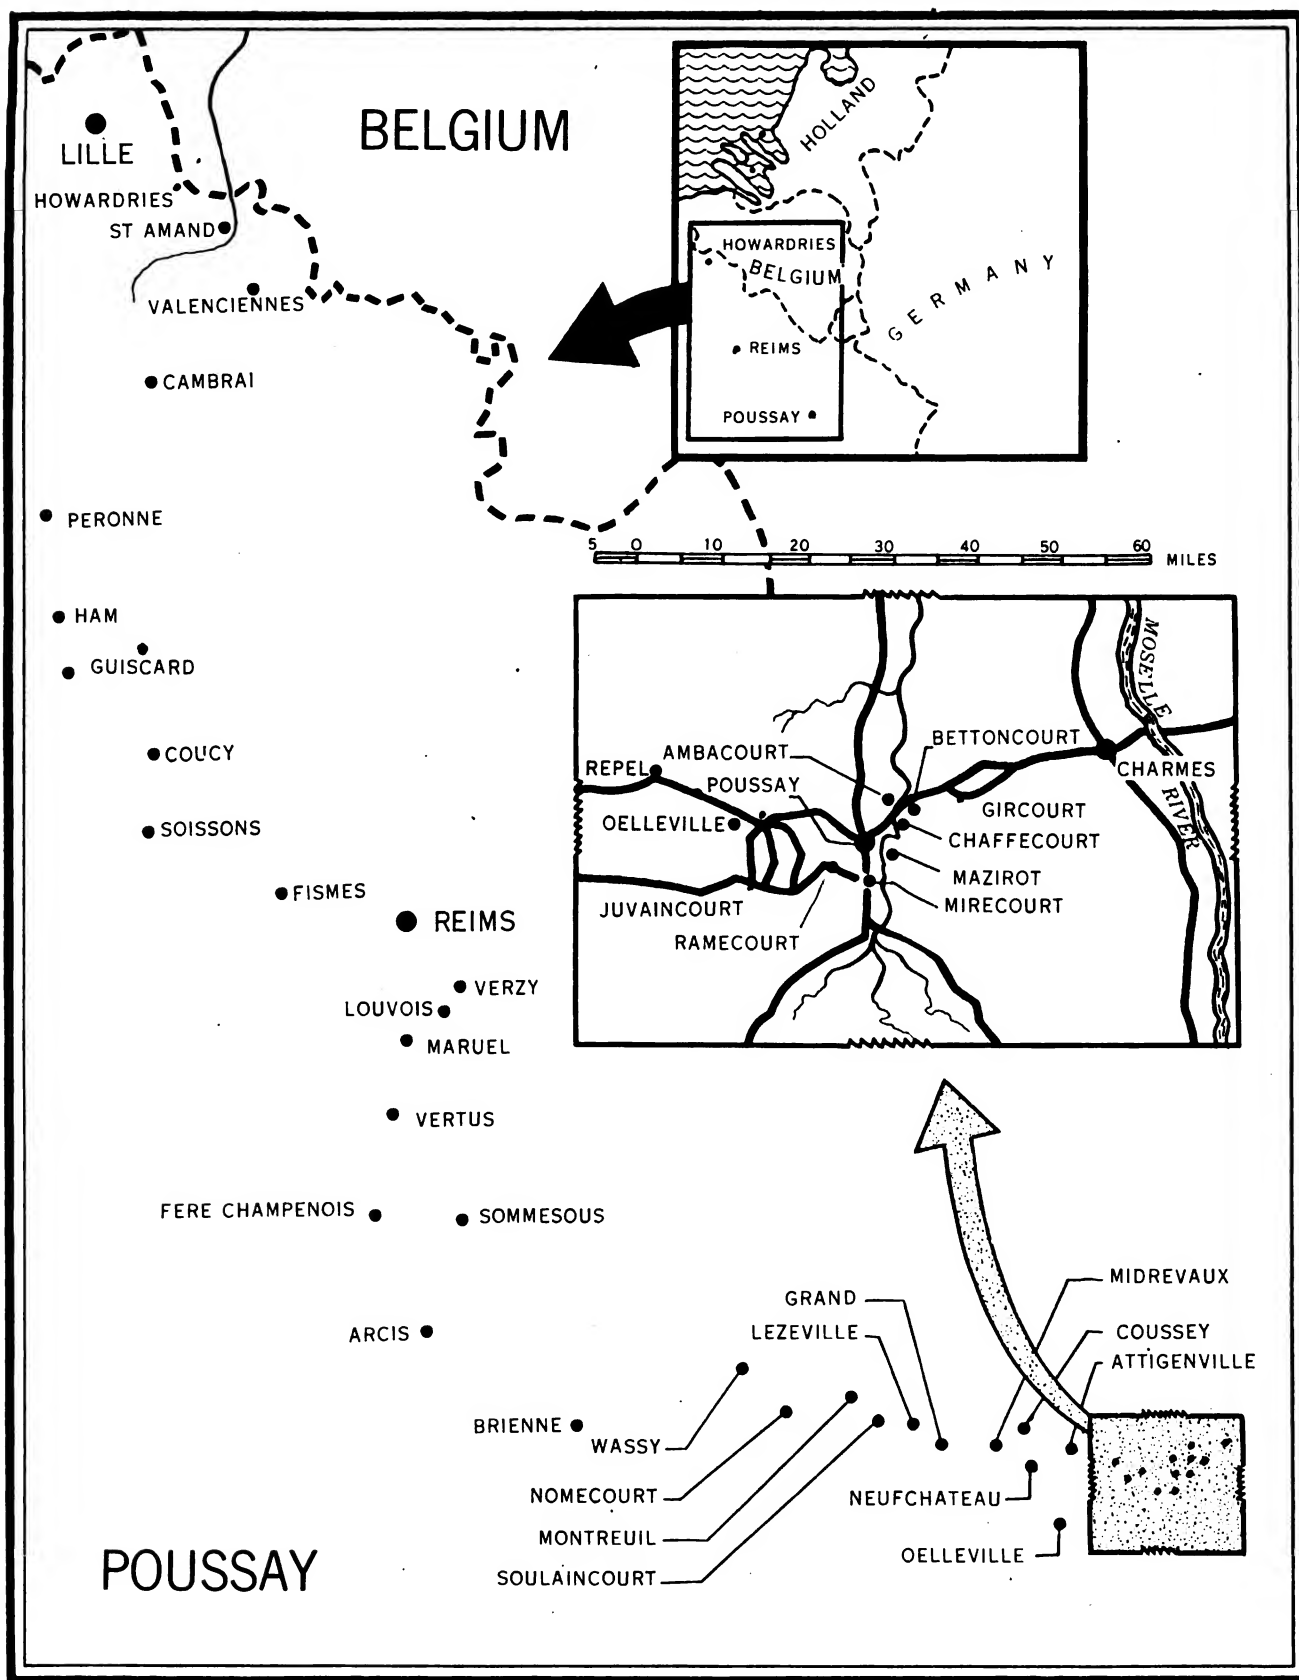 BELGIUM
LILLE
HOWARDRIES
ST AMAND
VALENCIENNES
CAMBRAI
PERONNE
HAM
GUISCARD
COUCY
SOISSONS
FISMES
REIMS
VERZY
LOUVOIS
MARUEL
VERTUS
FERE CHAMPENOIS
SOMMESOUS
ARCIS
BRIENNE
WASSY
NOMECOURT
MONTREUIL
SOULAINCOURT
LEZEVILLE
GRAND
MIDREVAUX
COUSSEY
ATTIGENVILLE
NEUFCHATEAU
OELLEVILLE
POUSSAY
HOLLAND
HOWARDRIES
BELGIUM
GERMANY
REIMS
POUSSAY
5 0 10 20 30 40 50 60 MILES
MOSELLE RIVER
BETTONCOURT
AMBACOURT
REPEL
POUSSAY
CHARMES
OELLEVILLE
GIRCOURT
CHAFFECOURT
MAZIROT
JUVAINCOURT
MIRECOURT
RAMECOURT